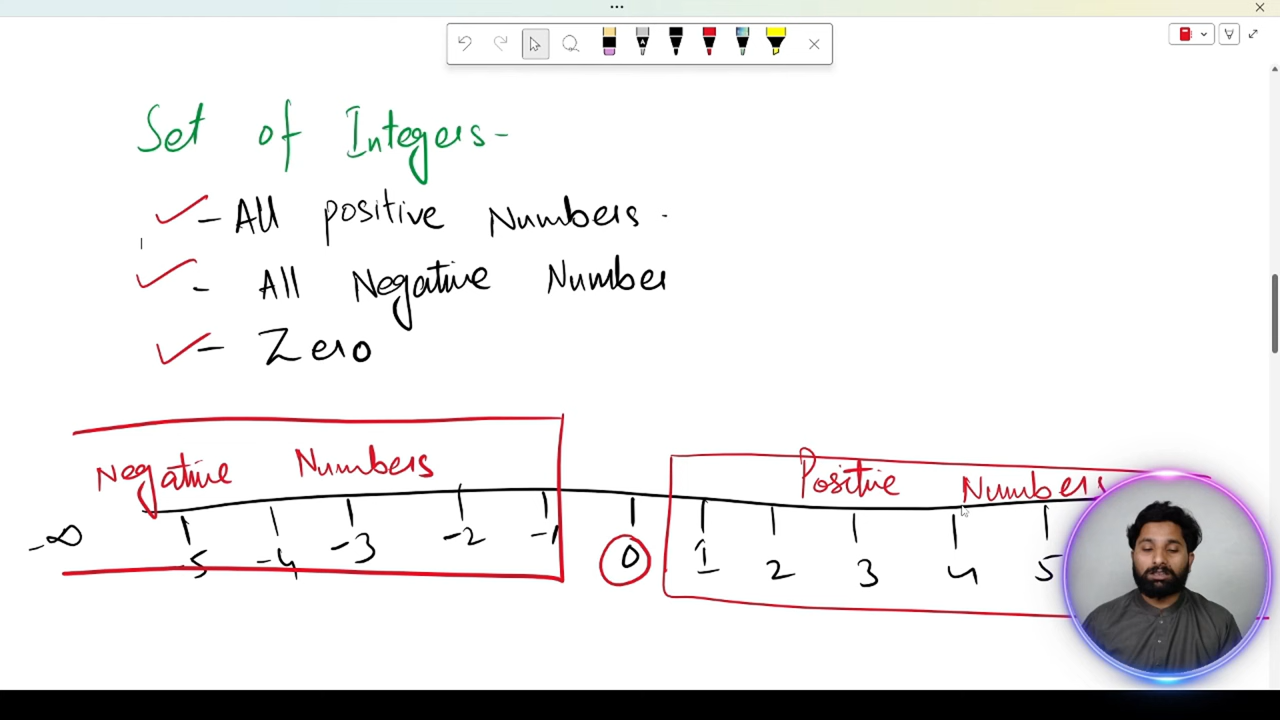 Set of Integers-
- All positive Numbers.
- All Negative Number
- Zero
Negative Numbers
Positive Numbers
-∞ -5 -4 -3 -2 -1 0 1 2 3 4 5